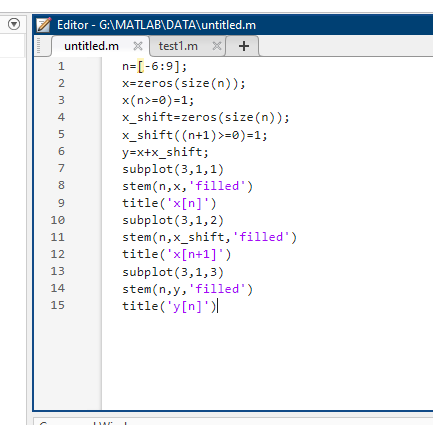 Editor - G:\MATLAB\DATA\untitled.m
untitled.m × test1.m × +
1 n=[-6:9];
2 x=zeros(size(n));
3 x(n>=0)=1;
4 x_shift=zeros(size(n));
5 x_shift((n+1)>=0)=1;
6 y=x+x_shift;
7 subplot(3,1,1)
8 stem(n,x,'filled')
9 title('x[n]')
10 subplot(3,1,2)
11 stem(n,x_shift,'filled')
12 title('x[n+1]')
13 subplot(3,1,3)
14 stem(n,y,'filled')
15 title('y[n]')